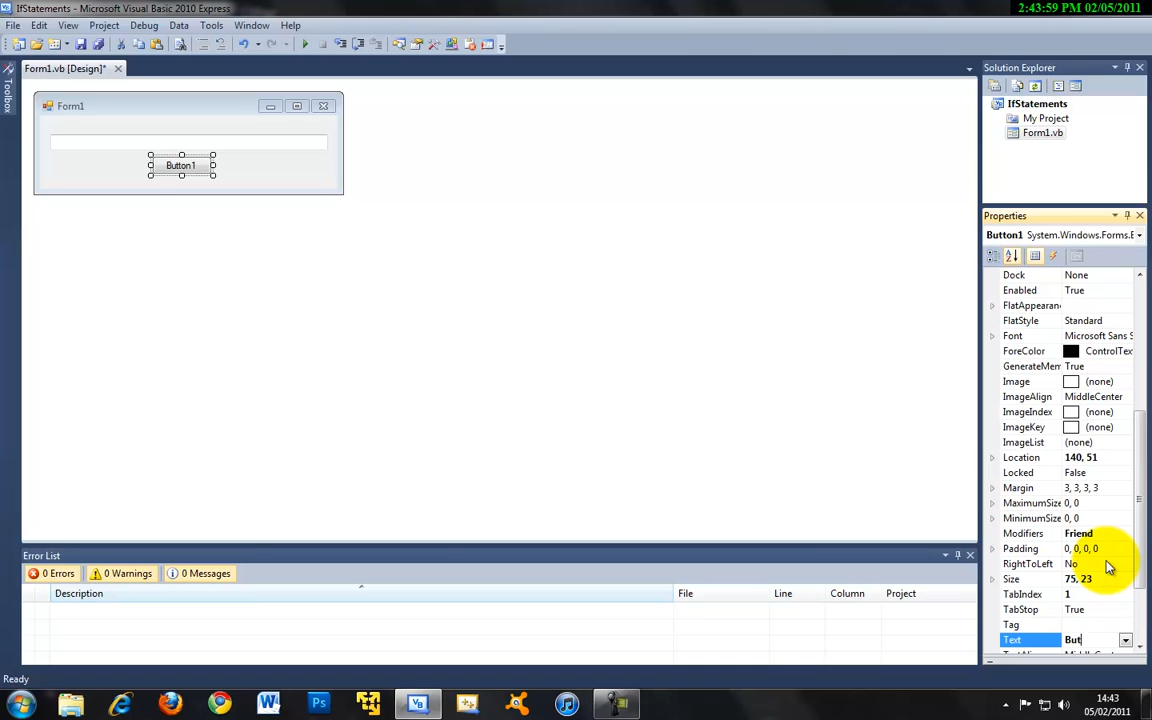 2:43:59 PM 02/05/2011
IfStatements - Microsoft Visual Basic 2010 Express
File Edit View Project Debug Data Tools Window Help
Form1.vb [Design]*
Toolbox
Form1
Button1
Solution Explorer
IfStatements
My Project
Form1.vb
Properties
Button1 System.Windows.Forms.E
Dock None
Enabled True
FlatAppearan
FlatStyle Standard
Font Microsoft Sans S
ForeColor ControlTex
GenerateMem True
Image (none)
ImageAlign MiddleCenter
ImageIndex (none)
ImageKey (none)
ImageList (none)
Location 140, 51
Locked False
Margin 3, 3, 3, 3
MaximumSize 0, 0
MinimumSize 0, 0
Modifiers Friend
Padding 0, 0, 0, 0
RightToLeft No
Size 75, 23
TabIndex 1
TabStop True
Tag
Text But
Error List
0 Errors 0 Warnings 0 Messages
Description File Line Column Project
Ready
W Ps VB
14:43
05/02/2011